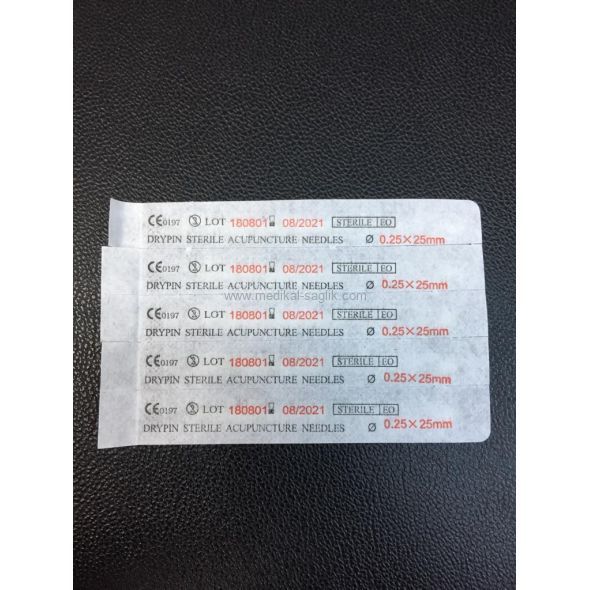 CE0197 LOT 180801 08/2021 STERILE EO
DRYPIN STERILE ACUPUNCTURE NEEDLES Ø 0.25×25mm
CE0197 LOT 180801 08/2021 STERILE EO
DRYPIN STERILE ACUPUNCTURE NEEDLES Ø 0.25×25mm
www.medikal-saglik.com
CE0197 LOT 180801 08/2021 STERILE EO
DRYPIN STERILE ACUPUNCTURE NEEDLES Ø 0.25×25mm
CE0197 LOT 180801 08/2021 STERILE EO
DRYPIN STERILE ACUPUNCTURE NEEDLES Ø 0.25×25mm
CE0197 LOT 180801 08/2021 STERILE EO
DRYPIN STERILE ACUPUNCTURE NEEDLES Ø 0.25×25mm